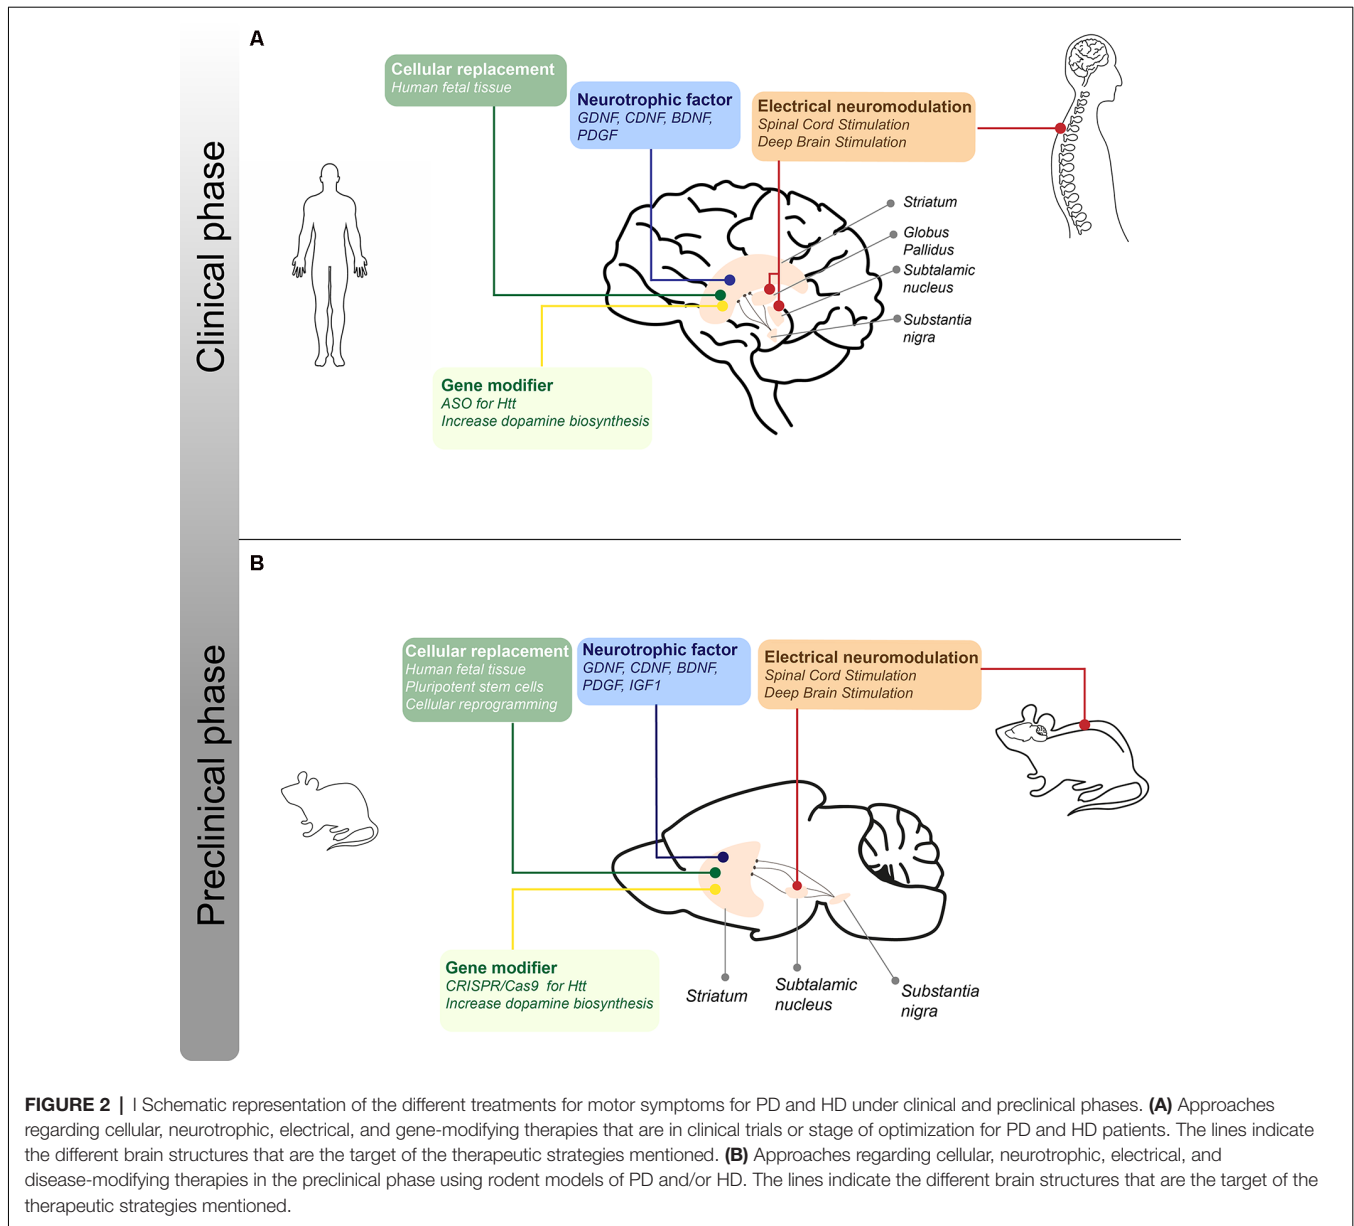 A
Clinical phase
Cellular replacement
Human fetal tissue
Neurotrophic factor
GDNF, CDNF, BDNF,
PDGF
Electrical neuromodulation
Spinal Cord Stimulation
Deep Brain Stimulation
Striatum
Globus
Pallidus
Subtalamic
nucleus
Substantia
nigra
Gene modifier
ASO for Htt
Increase dopamine biosynthesis
B
Preclinical phase
Cellular replacement
Human fetal tissue
Pluripotent stem cells
Cellular reprogramming
Neurotrophic factor
GDNF, CDNF, BDNF,
PDGF, IGF1
Electrical neuromodulation
Spinal Cord Stimulation
Deep Brain Stimulation
Gene modifier
CRISPR/Cas9  for Htt
Increase dopamine biosynthesis
Striatum
Subtalamic
nucleus
Substantia
nigra
FIGURE 2 | I Schematic representation of the different treatments for motor symptoms for PD and HD under clinical and preclinical phases. (A) Approaches
regarding cellular, neurotrophic, electrical, and gene-modifying therapies that are in clinical trials or stage of optimization for PD and HD patients. The lines indicate
the different brain structures that are the target of the therapeutic strategies mentioned. (B) Approaches regarding cellular, neurotrophic, electrical, and
disease-modifying therapies in the preclinical phase using rodent models of PD and/or HD. The lines indicate the different brain structures that are the target of the
therapeutic strategies mentioned.